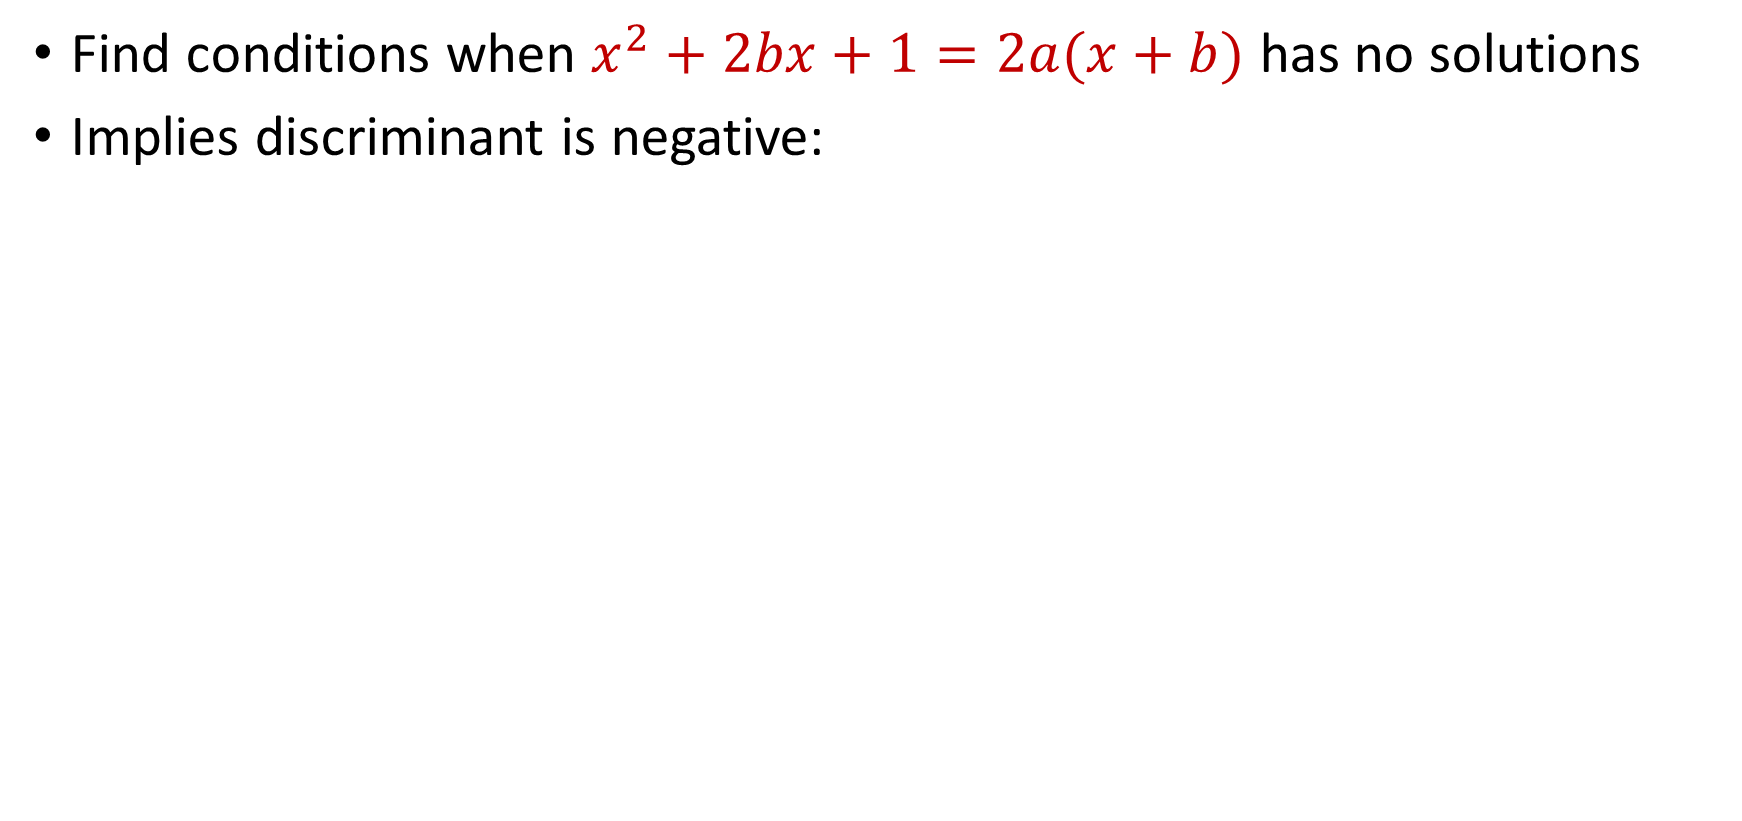 • Find conditions when x² + 2bx + 1 = 2a(x + b) has no solutions
• Implies discriminant is negative: